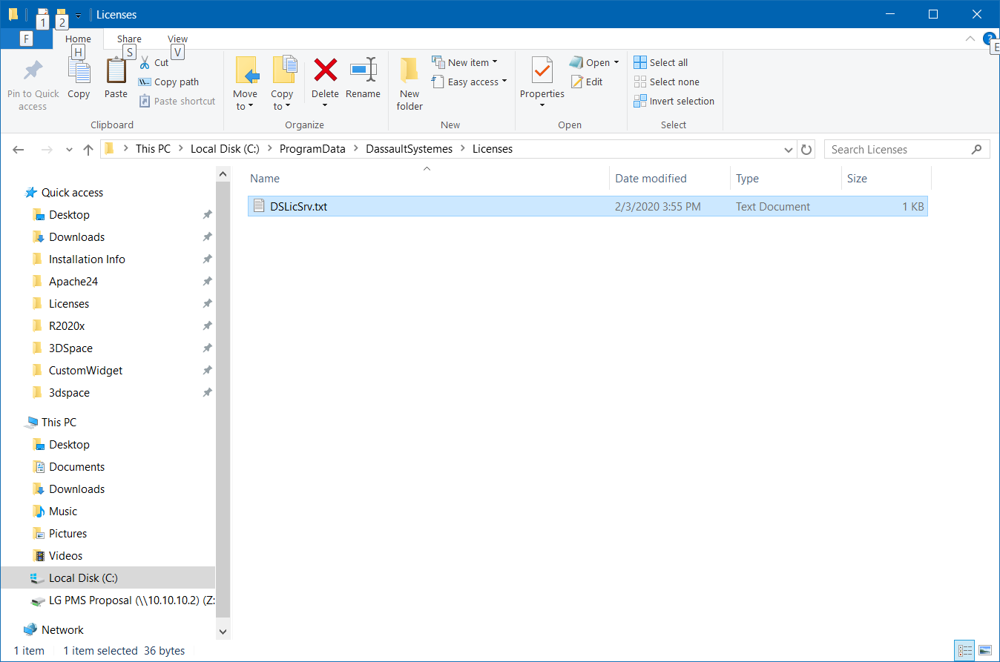 1 2 Licenses
F Home Share View
H S V E
Pin to Quick access
Copy
Paste
Cut
Copy path
Paste shortcut
Clipboard
Move to
Copy to
Delete
Rename
Organize
New folder
New item
Easy access
New
Properties
Open
Edit
Open
Select all
Select none
Invert selection
Select
This PC > Local Disk (C:) > ProgramData > DassaultSystemes > Licenses
Search Licenses
Name Date modified Type Size
DSLicSrv.txt 2/3/2020 3:55 PM Text Document 1 KB
Quick access
Desktop
Downloads
Installation Info
Apache24
Licenses
R2020x
3DSpace
CustomWidget
3dspace
This PC
Desktop
Documents
Downloads
Music
Pictures
Videos
Local Disk (C:)
LG PMS Proposal (\\10.10.10.2) (Z:
Network
1 item 1 item selected 36 bytes